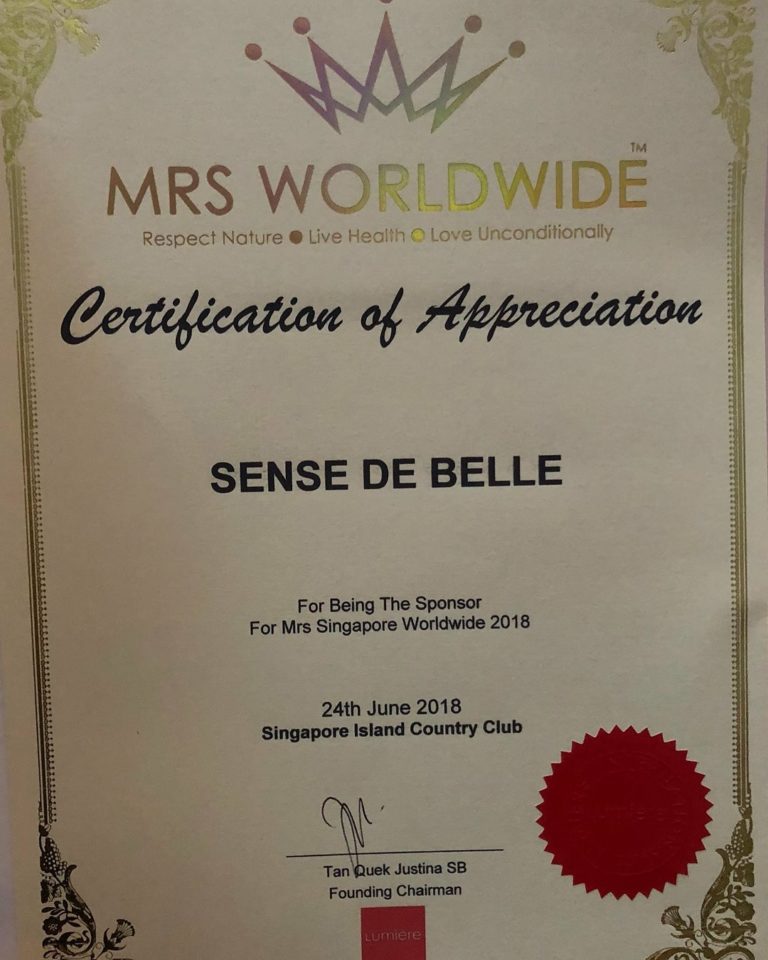 MRS WORLDWIDE™
Respect Nature ● Live Health ● Love Unconditionally
Certification of Appreciation
SENSE DE BELLE
For Being The Sponsor
For Mrs Singapore Worldwide 2018
24th June 2018
Singapore Island Country Club
Tan Quek Justina SB
Founding Chairman
Lumiere